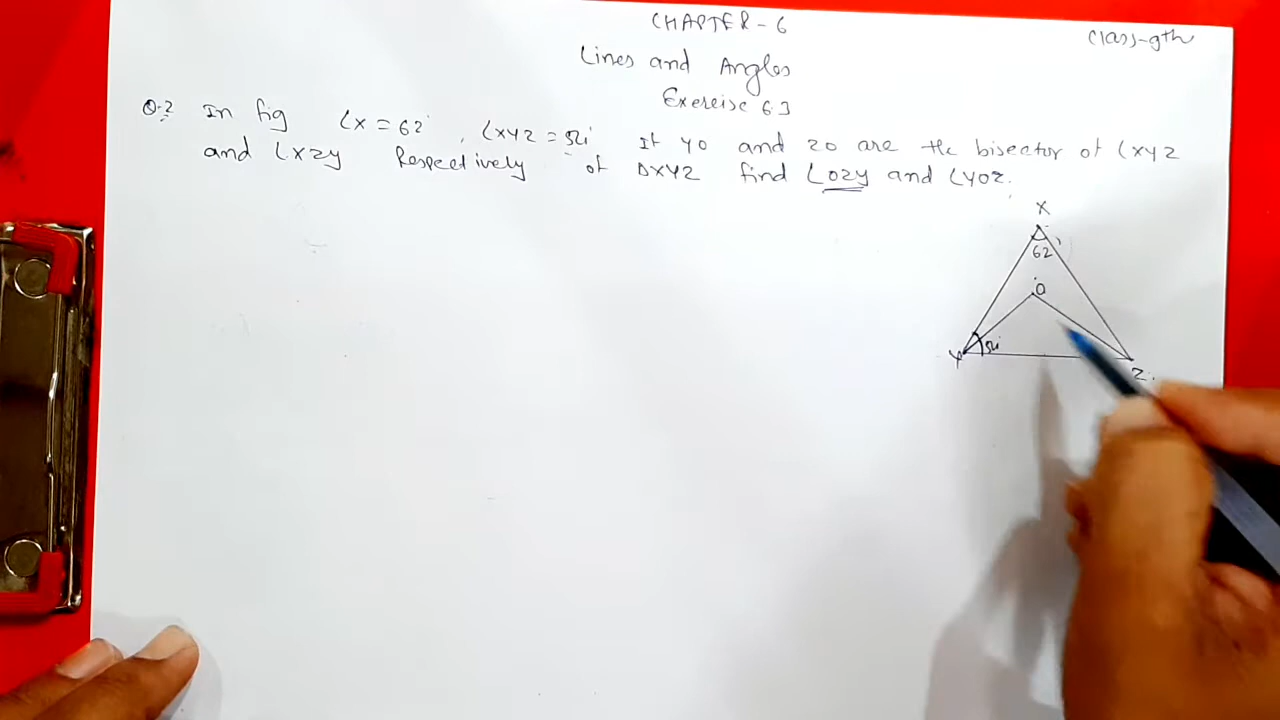 CHAPTER - 6
Class - 9th
Lines and Angles
Exercise 6.3
Q.2 In fig ∠X = 62°, ∠XYZ = 54° If YO and ZO are the bisector of ∠XYZ
and ∠XZY Respectively of ΔXYZ find ∠OZY and ∠YOZ.
X
62
O
Y 54°
Z